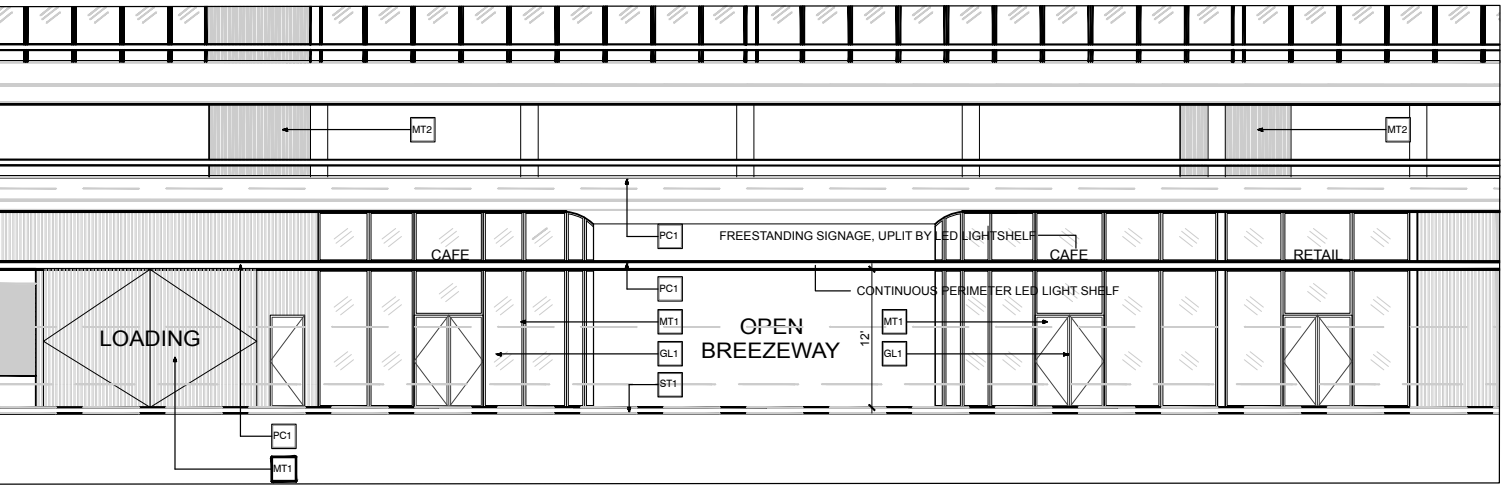 MT2
MT2
PC1
FREESTANDING SIGNAGE, UPLIT BY LED LIGHTSHELF
CAFE
CAFE
RETAIL
PC1
CONTINUOUS PERIMETER LED LIGHT SHELF
LOADING
MT1
OPEN
BREEZEWAY
12'
MT1
GL1
GL1
ST1
PC1
MT1